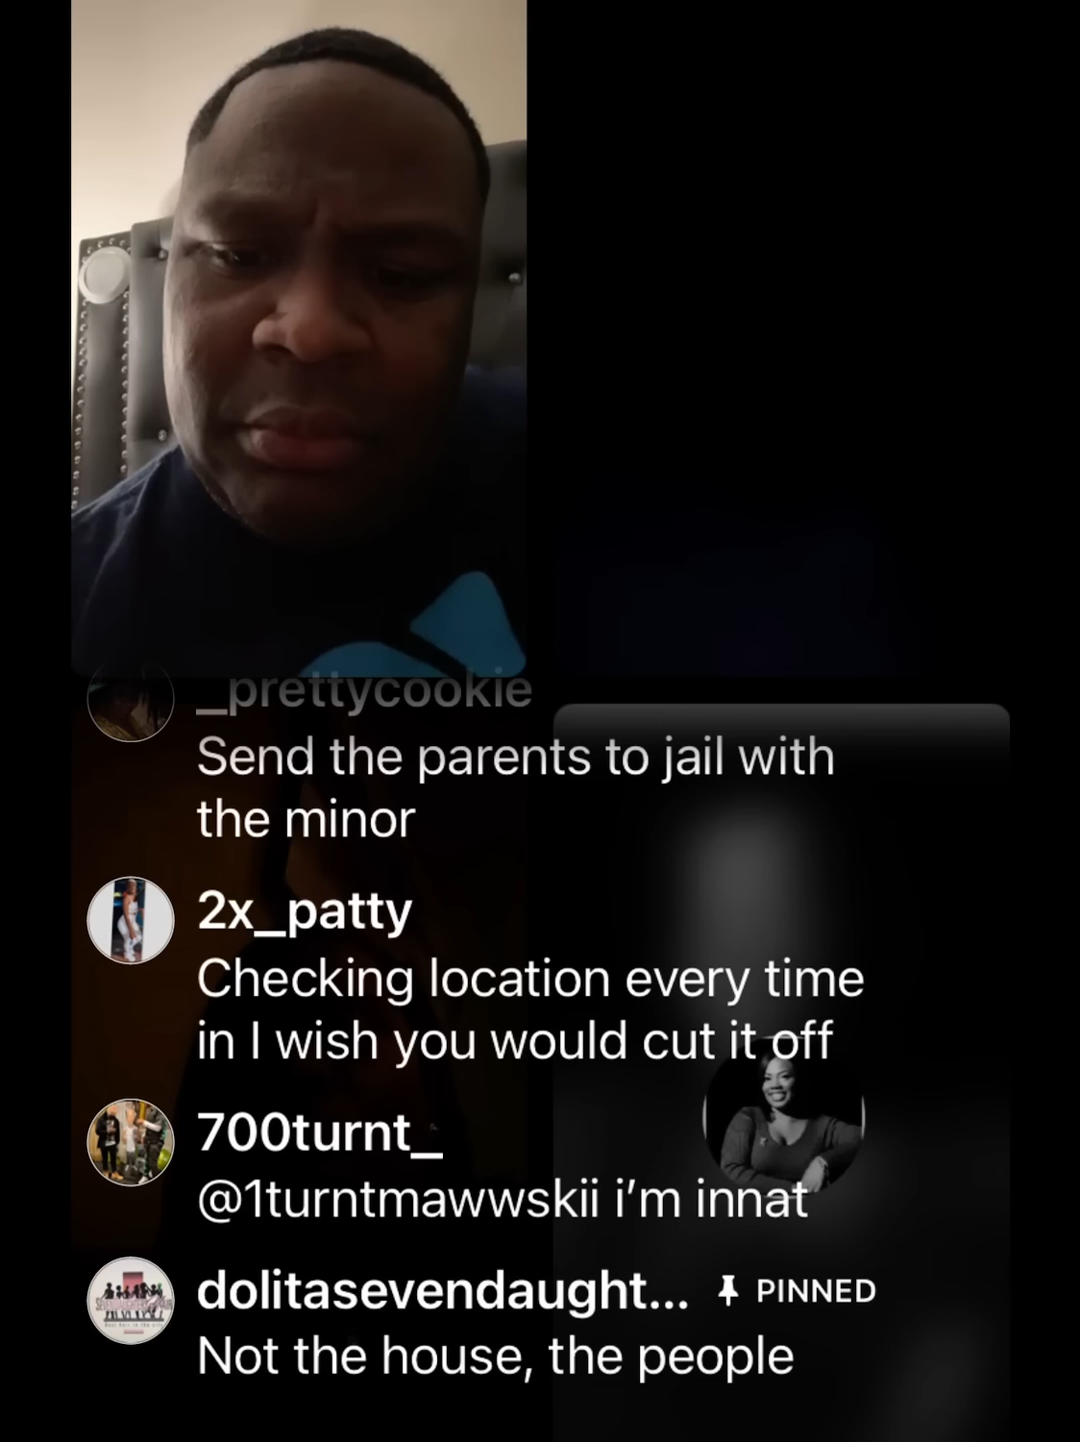 _prettycookie
Send the parents to jail with
the minor
2x_patty
Checking location every time
in I wish you would cut it off
700turnt_
@1turntmawwskii i’m innat
dolitasevendaught... PINNED
Not the house, the people